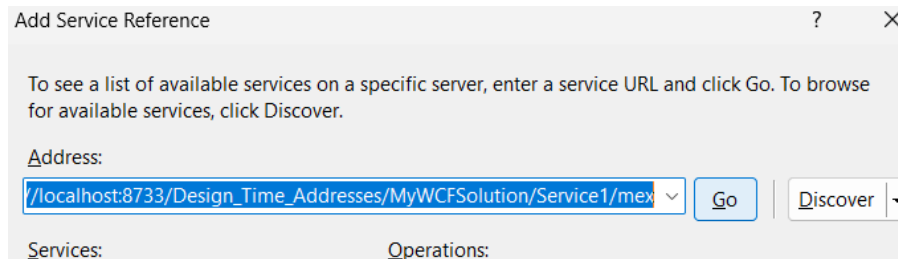 Add Service Reference ? ×
To see a list of available services on a specific server, enter a service URL and click Go. To browse
for available services, click Discover.
Address:
//localhost:8733/Design_Time_Addresses/MyWCFSolution/Service1/mex Go Discover
Services: Operations: